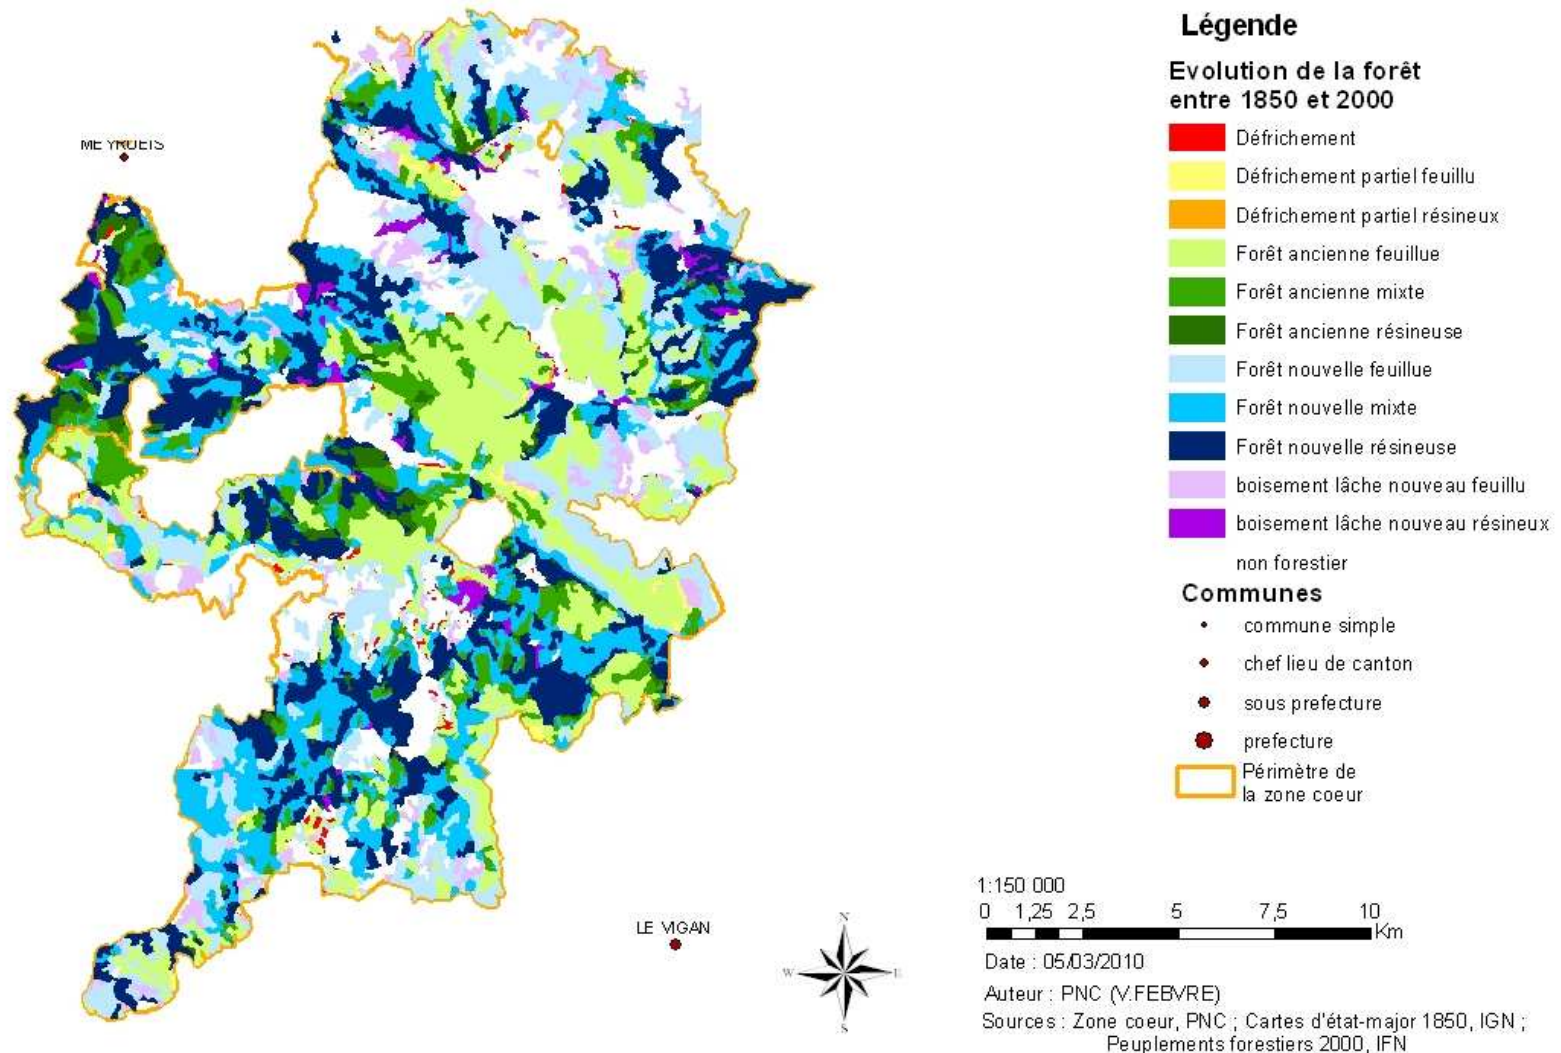 MEYRUEIS
LE VIGAN
N
W
E
S
Légende
Evolution de la forêt
entre 1850 et 2000
Défrichement
Défrichement partiel feuillu
Défrichement partiel résineux
Forêt ancienne feuillue
Forêt ancienne mixte
Forêt ancienne résineuse
Forêt nouvelle feuillue
Forêt nouvelle mixte
Forêt nouvelle résineuse
boisement lâche nouveau feuillu
boisement lâche nouveau résineux
non forestier
Communes
commune simple
chef lieu de canton
sous prefecture
prefecture
Périmètre de
la zone coeur
1:150 000
0 1,25 2,5 5 7,5 10
Km
Date : 05/03/2010
Auteur : PNC (V.FEBVRE)
Sources : Zone coeur, PNC ; Cartes d'état-major 1850, IGN ;
Peuplements forestiers 2000, IFN